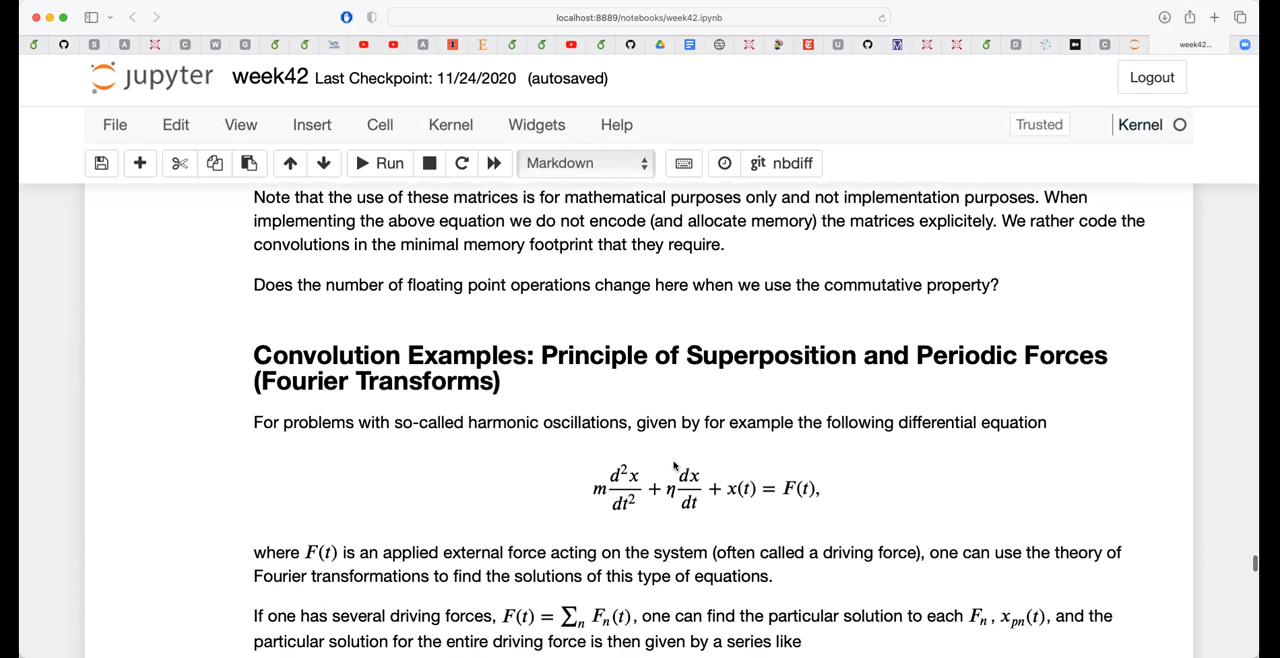 localhost:8889/notebooks/week42.ipynb
week42...
jupyter week42 Last Checkpoint: 11/24/2020 (autosaved)
Logout
File Edit View Insert Cell Kernel Widgets Help Trusted Kernel
Run Markdown git nbdiff
Note that the use of these matrices is for mathematical purposes only and not implementation purposes. When
implementing the above equation we do not encode (and allocate memory) the matrices explicitely. We rather code the
convolutions in the minimal memory footprint that they require.
Does the number of floating point operations change here when we use the commutative property?
Convolution Examples: Principle of Superposition and Periodic Forces
(Fourier Transforms)
For problems with so-called harmonic oscillations, given by for example the following differential equation
m d²x/dt² + η dx/dt + x(t) = F(t),
where F(t) is an applied external force acting on the system (often called a driving force), one can use the theory of
Fourier transformations to find the solutions of this type of equations.
If one has several driving forces, F(t) = ∑ₙ Fₙ(t), one can find the particular solution to each Fₙ, xₚₙ(t), and the
particular solution for the entire driving force is then given by a series like